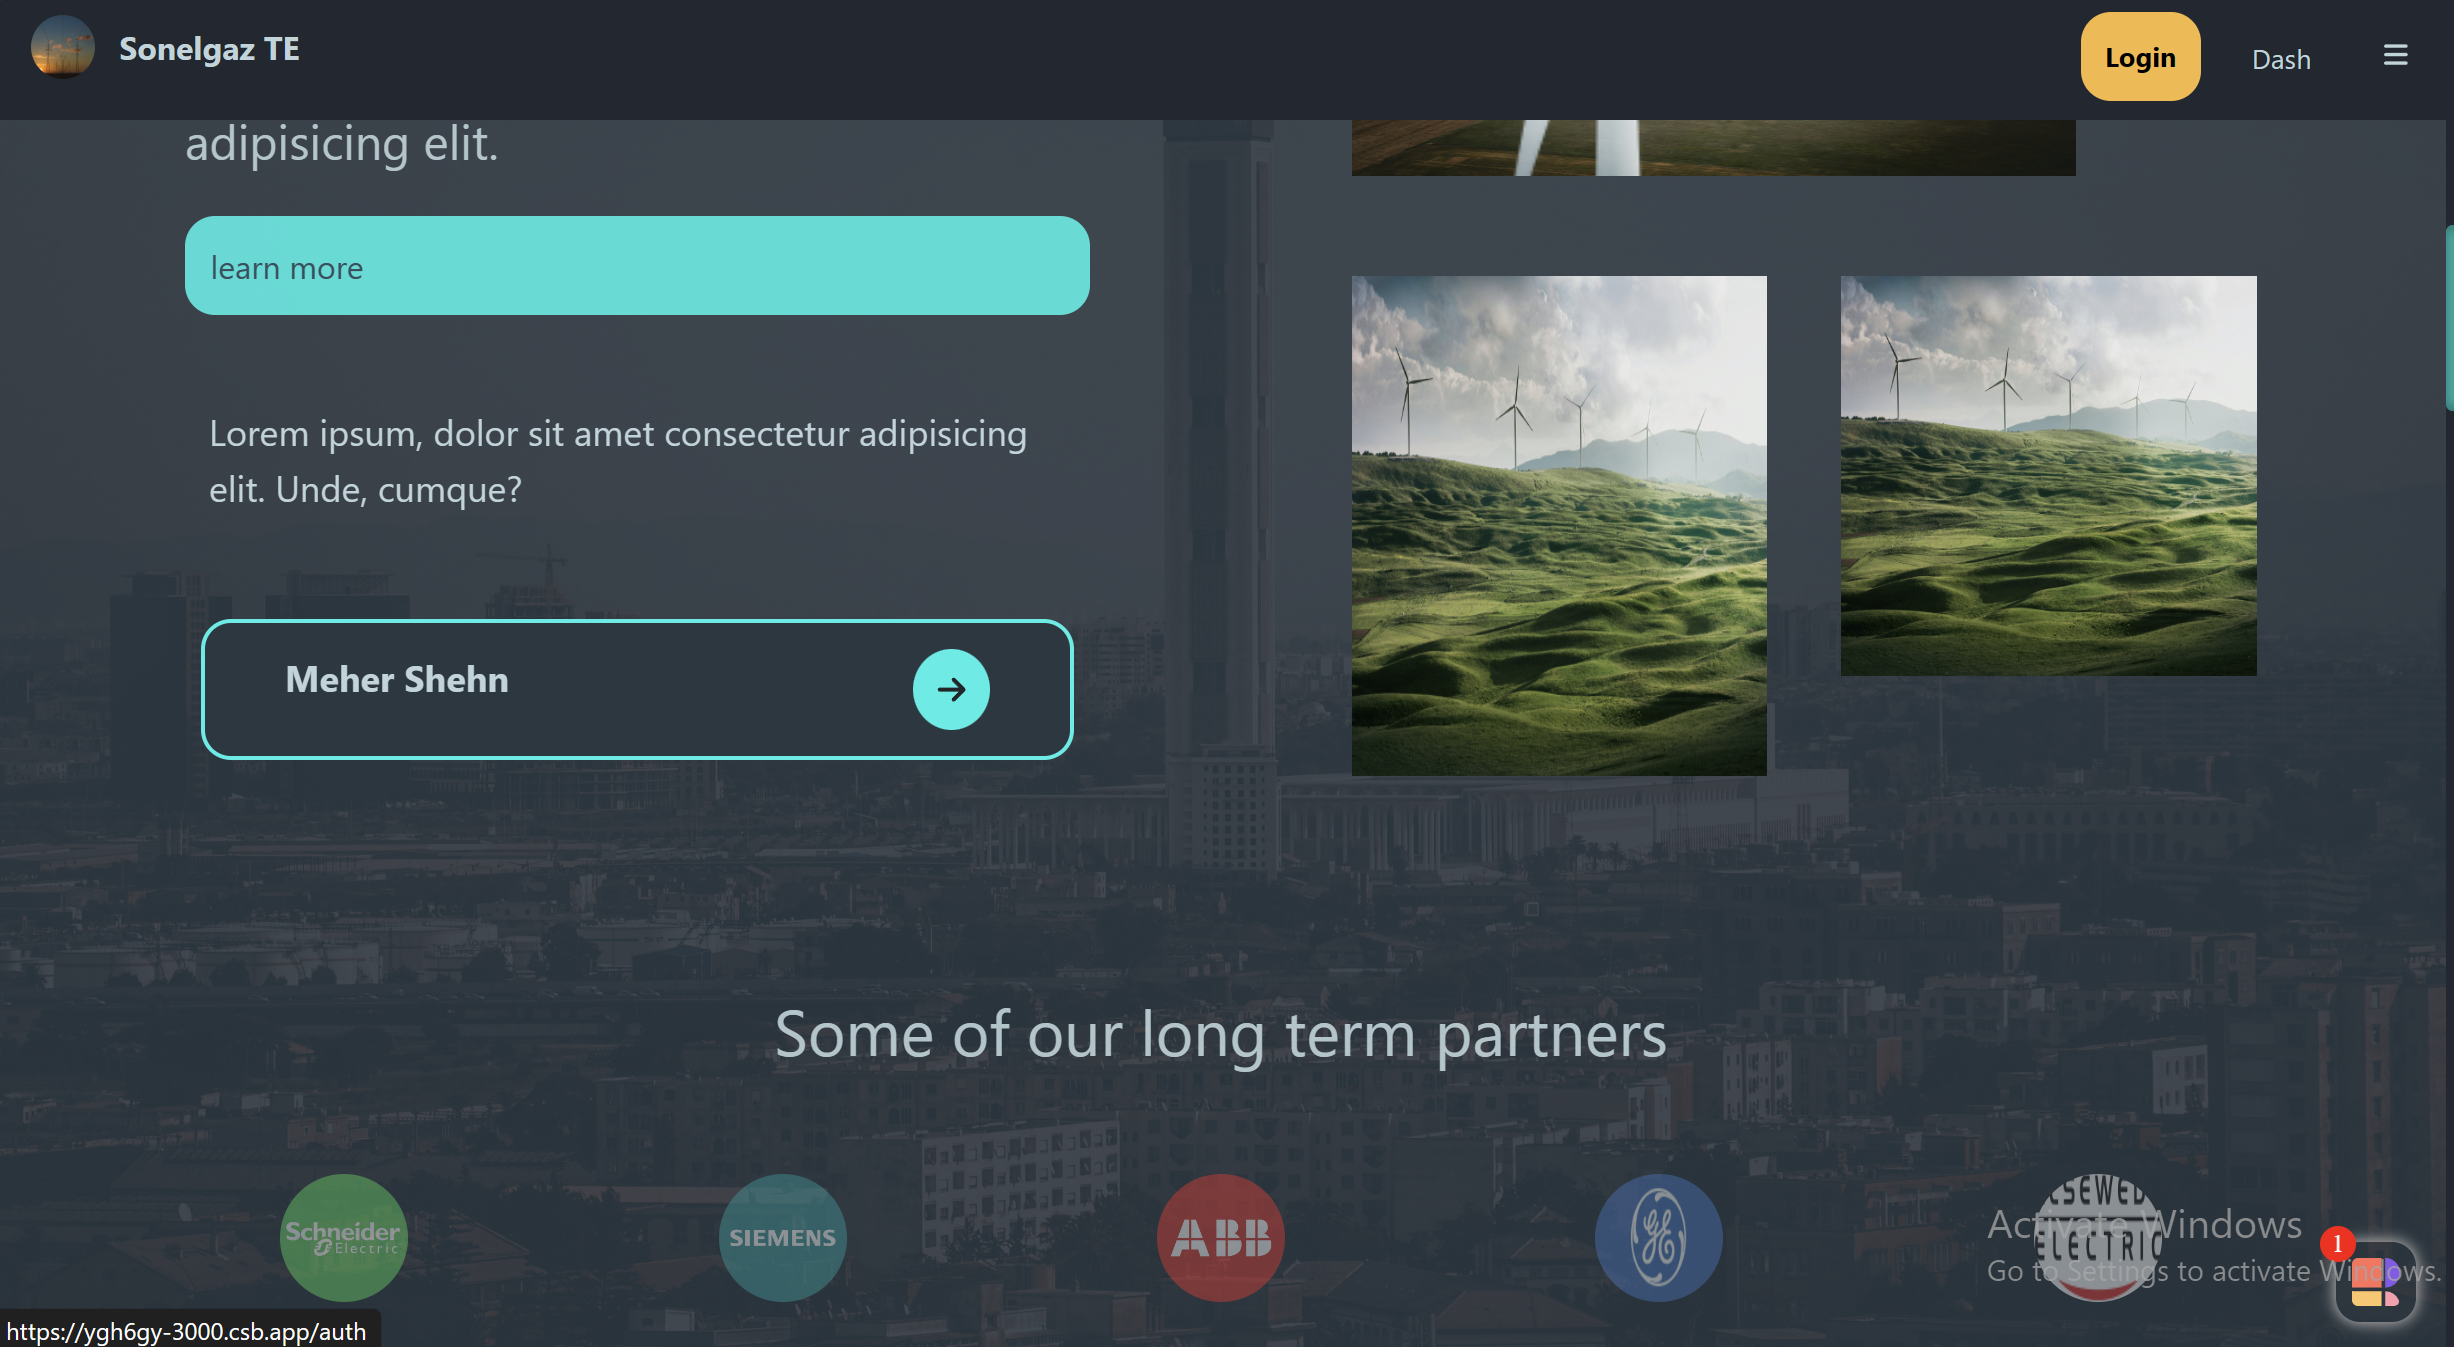 Sonelgaz TE
Login
Dash
adipisicing elit.
learn more
Lorem ipsum, dolor sit amet consectetur adipisicing
elit. Unde, cumque?
Meher Shehn
Some of our long term partners
Schneider
Electric
SIEMENS
ABB
GE
SEWED
ELECTRIC
Activate Windows
Go to Settings to activate Windows.
1
https://ygh6gy-3000.csb.app/auth